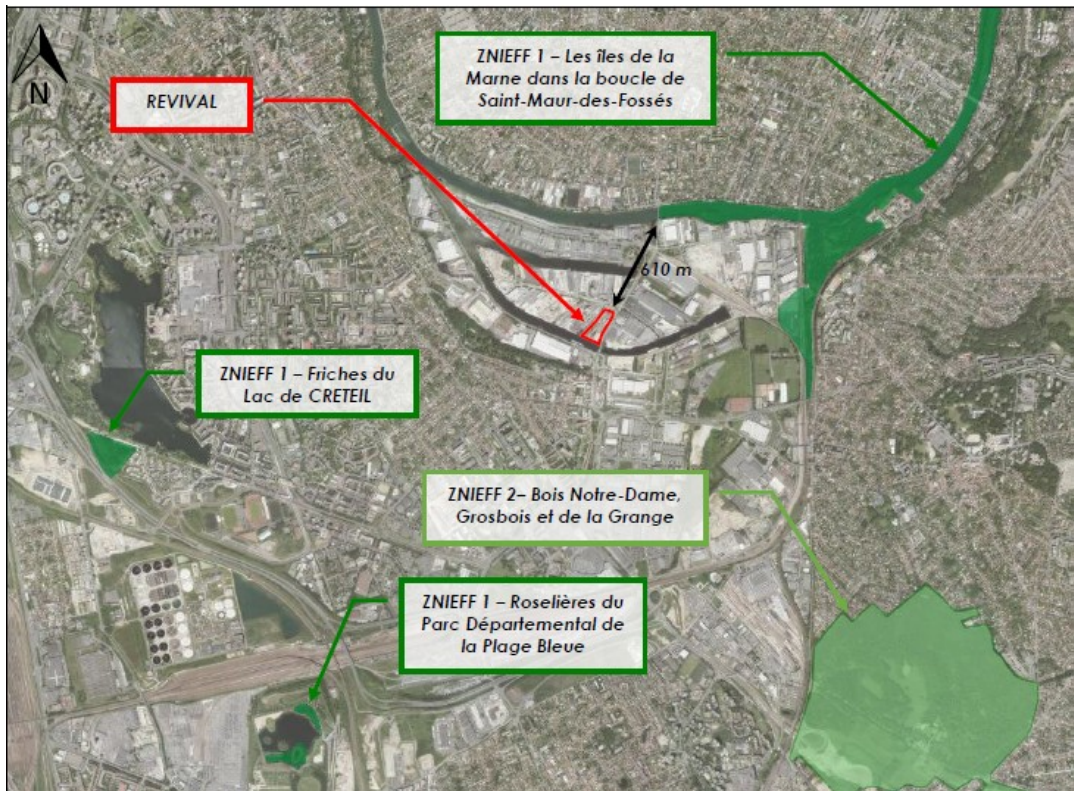 N
REVIVAL
ZNIEFF 1 – Les îles de la
Marne dans la boucle de
Saint-Maur-des-Fossés
610 m
ZNIEFF 1 – Friches du
Lac de CRETEIL
ZNIEFF 2– Bois Notre-Dame,
Grosbois et de la Grange
ZNIEFF 1 – Roselières du
Parc Départemental de
la Plage Bleue